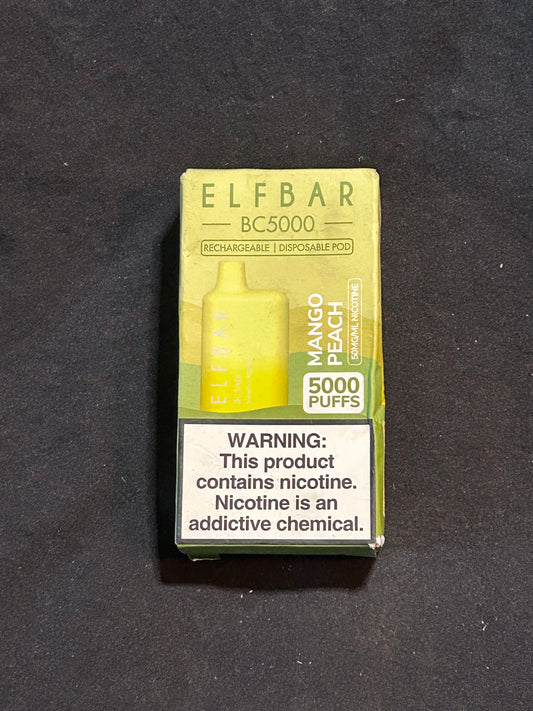 ELFBAR
BC5000
RECHARGEABLE | DISPOSABLE POD
MANGO
PEACH
50MG/ML NICOTINE
ELFBAR
BC5000
5000
PUFFS
WARNING:
This product
contains nicotine.
Nicotine is an
addictive chemical.